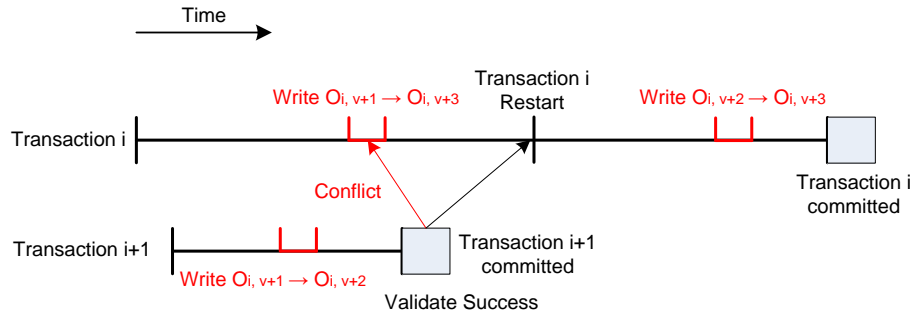 Time
Transaction i
Restart
Write Oi, v+1 → Oi, v+3
Write Oi, v+2 → Oi, v+3
Transaction i
Conflict
Transaction i
committed
Transaction i+1
Transaction i+1
committed
Write Oi, v+1 → Oi, v+2
Validate Success